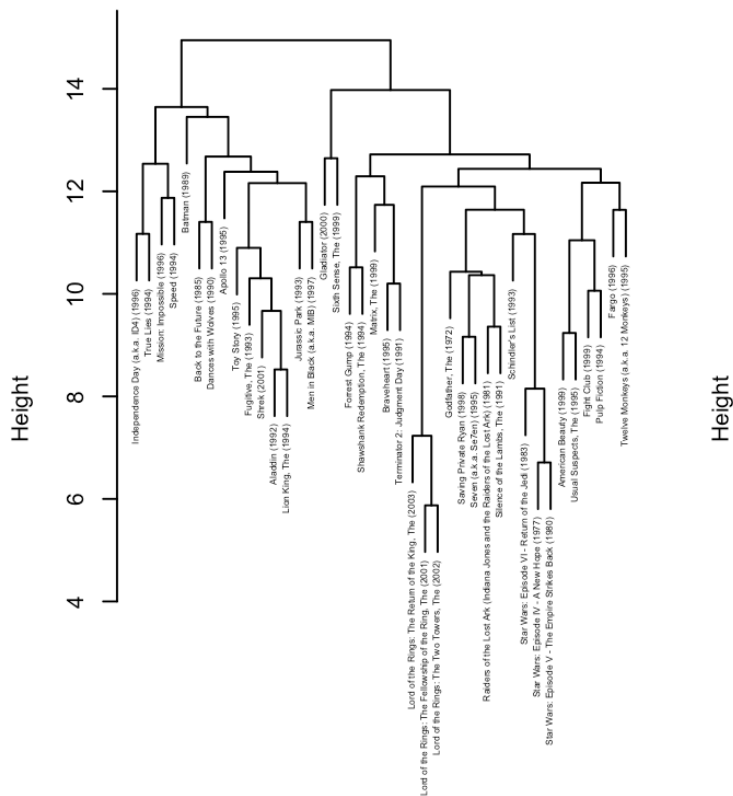 Height
14
12
10
8
6
4
Independence Day (a.k.a. ID4) (1996)
True Lies (1994)
Mission: Impossible (1996)
Speed (1994)
Batman (1989)
Back to the Future (1985)
Dances with Wolves (1990)
Apollo 13 (1995)
Toy Story (1995)
Fugitive, The (1993)
Shrek (2001)
Aladdin (1992)
Lion King, The (1994)
Jurassic Park (1993)
Men in Black (a.k.a. MIB) (1997)
Gladiator (2000)
Sixth Sense, The (1999)
Forrest Gump (1994)
Shawshank Redemption, The (1994)
Matrix, The (1999)
Braveheart (1995)
Terminator 2: Judgment Day (1991)
Lord of the Rings: The Return of the King, The (2003)
Lord of the Rings: The Fellowship of the Ring, The (2001)
Lord of the Rings: The Two Towers, The (2002)
Godfather, The (1972)
Saving Private Ryan (1998)
Seven (a.k.a. Se7en) (1995)
Raiders of the Lost Ark (Indiana Jones and the Raiders of the Lost Ark) (1981)
Silence of the Lambs, The (1991)
Schindler's List (1993)
Star Wars: Episode VI - Return of the Jedi (1983)
Star Wars: Episode IV - A New Hope (1977)
Star Wars: Episode V - The Empire Strikes Back (1980)
American Beauty (1999)
Usual Suspects, The (1995)
Fight Club (1999)
Pulp Fiction (1994)
Fargo (1996)
Twelve Monkeys (a.k.a. 12 Monkeys) (1995)
Height